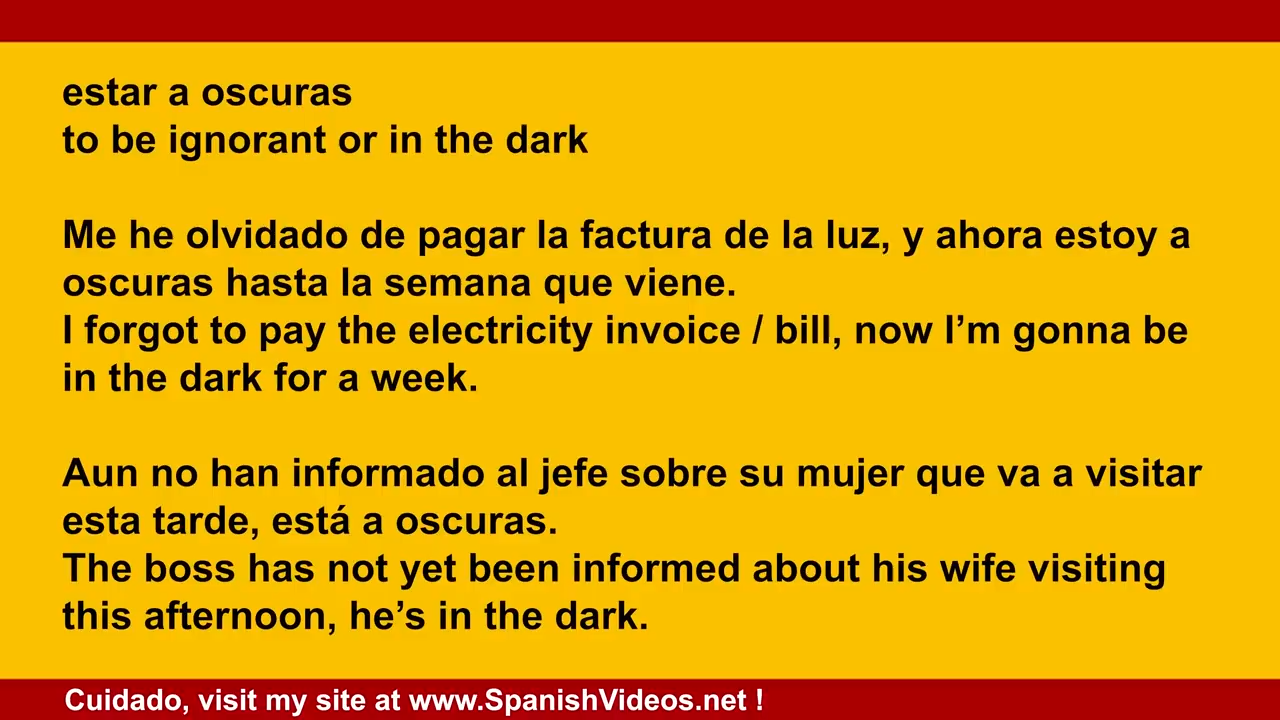 estar a oscuras
to be ignorant or in the dark
Me he olvidado de pagar la factura de la luz, y ahora estoy a
oscuras hasta la semana que viene.
I forgot to pay the electricity invoice / bill, now I’m gonna be
in the dark for a week.
Aun no han informado al jefe sobre su mujer que va a visitar
esta tarde, está a oscuras.
The boss has not yet been informed about his wife visiting
this afternoon, he’s in the dark.
Cuidado, visit my site at www.SpanishVideos.net !